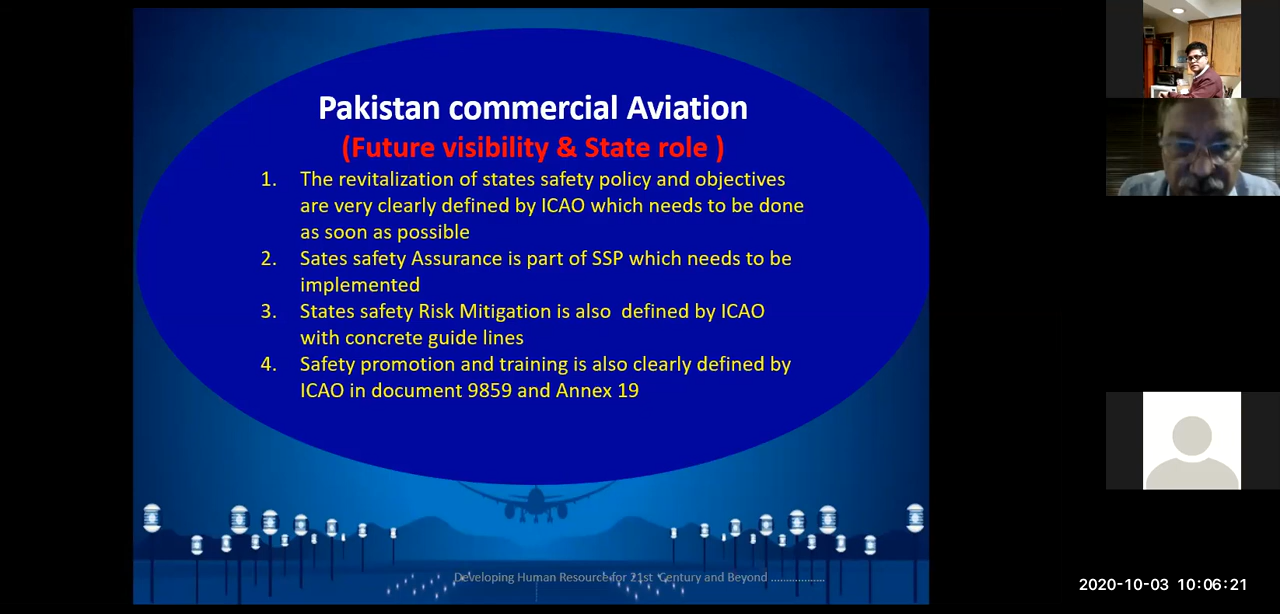 Pakistan commercial Aviation
(Future visibility & State role )
1. The revitalization of states safety policy and objectives
are very clearly defined by ICAO which needs to be done
as soon as possible
2. Sates safety Assurance is part of SSP which needs to be
implemented
3. States safety Risk Mitigation is also  defined by ICAO
with concrete guide lines
4. Safety promotion and training is also clearly defined by
ICAO in document 9859 and Annex 19
Developing Human Resource for 21st Century and Beyond ..................
2020-10-03 10:06:21